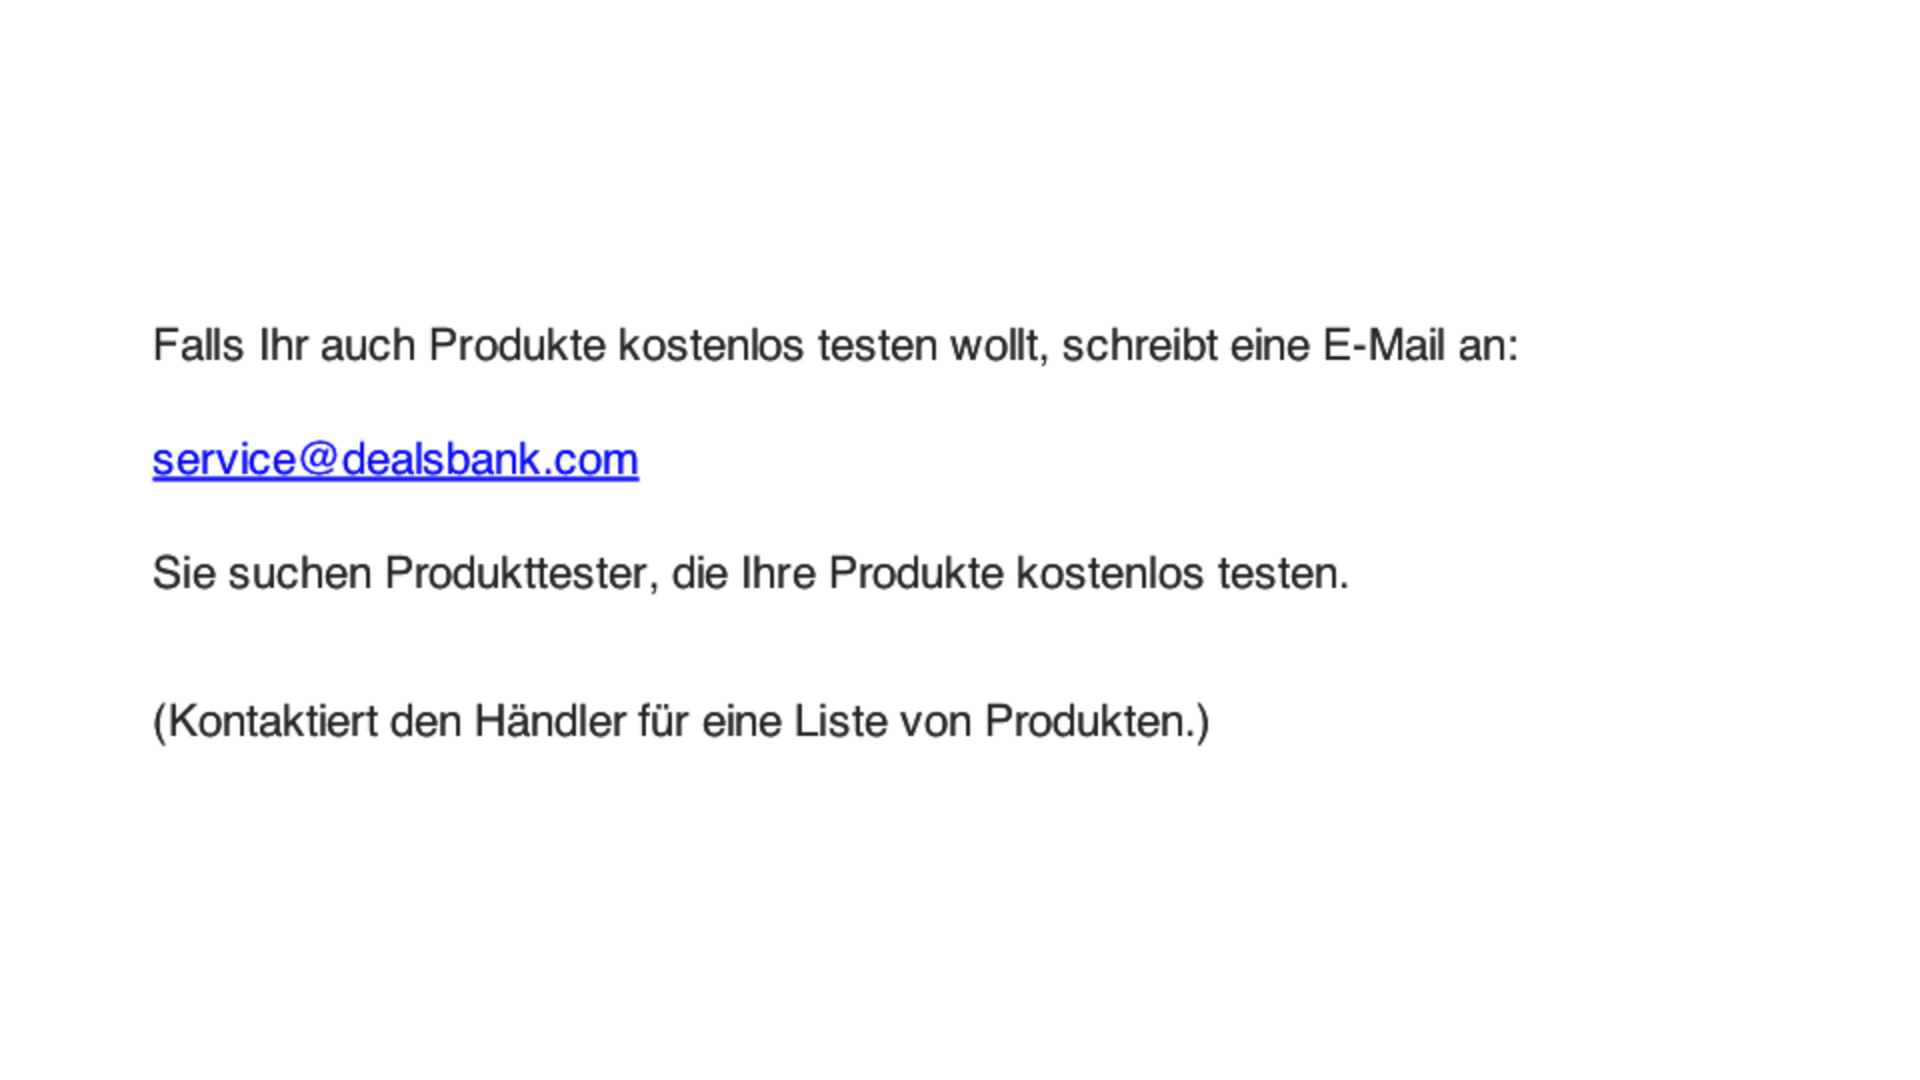 Falls Ihr auch Produkte kostenlos testen wollt, schreibt eine E-Mail an:
service@dealsbank.com
Sie suchen Produkttester, die Ihre Produkte kostenlos testen.
(Kontaktiert den Händler für eine Liste von Produkten.)